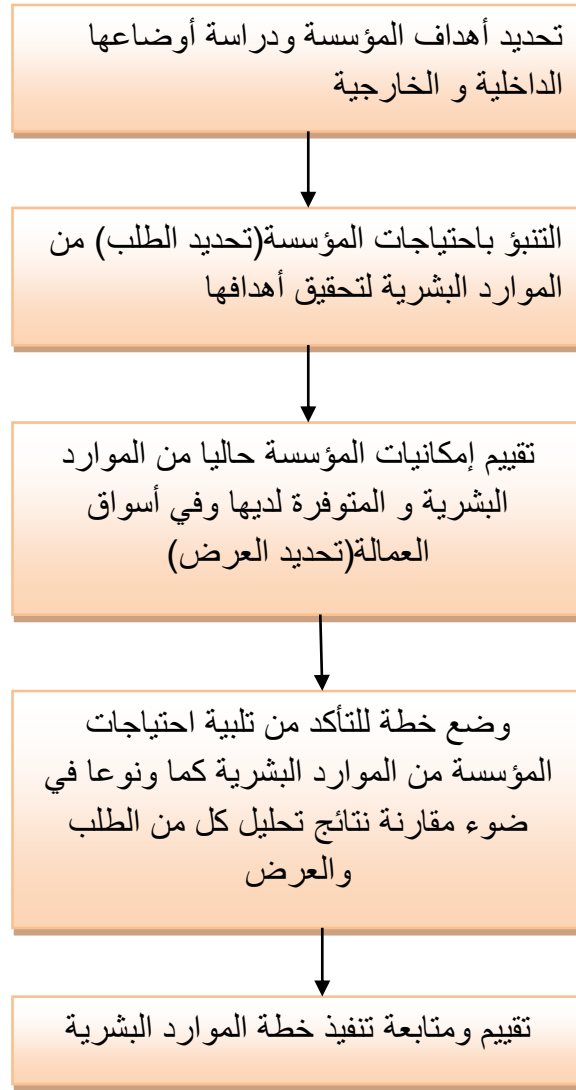 تحديد أهداف المؤسسة ودراسة أوضاعها
الداخلية و الخارجية
التنبؤ باحتياجات المؤسسة(تحديد الطلب) من
الموارد البشرية لتحقيق أهدافها
تقييم إمكانيات المؤسسة حاليا من الموارد
البشرية و المتوفرة لديها وفي أسواق
العمالة(تحديد العرض)
وضع خطة للتأكد من تلبية احتياجات
المؤسسة من الموارد البشرية كما ونوعا في
ضوء مقارنة نتائج تحليل كل من الطلب
والعرض
تقييم ومتابعة تنفيذ خطة الموارد البشرية